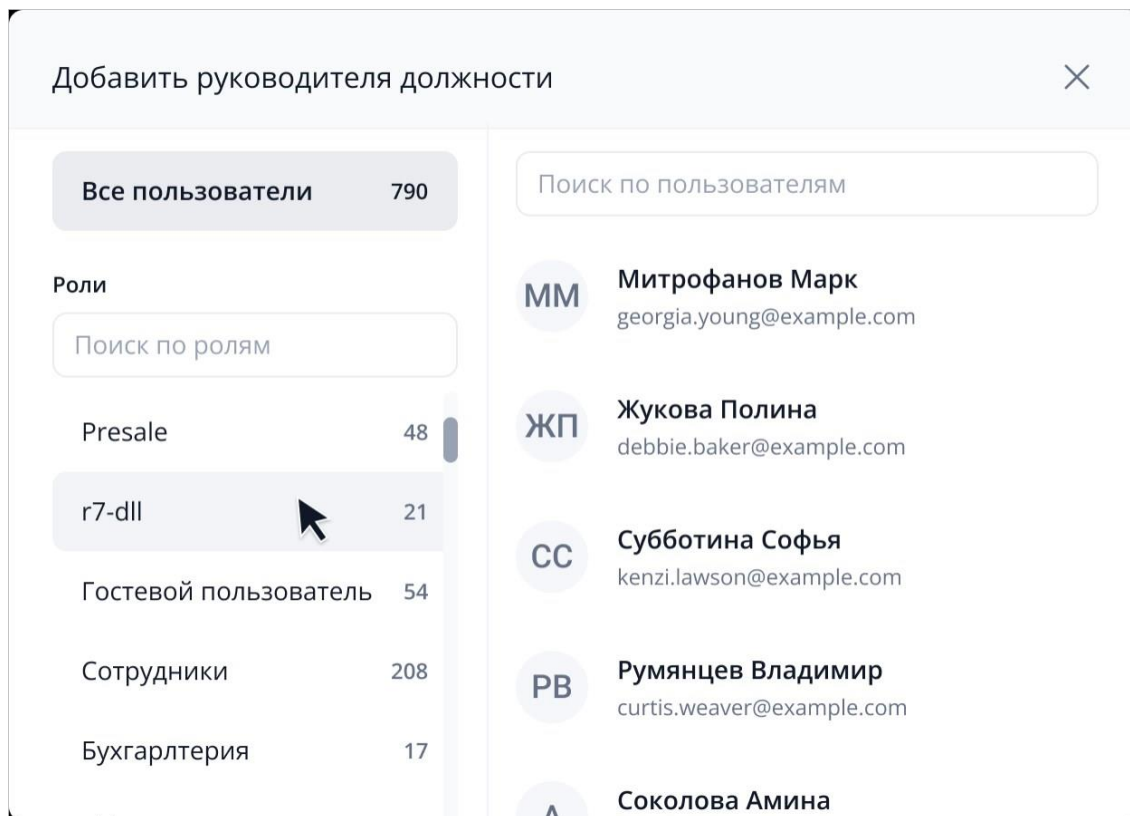 Добавить руководителя должности
Все пользователи 790
Роли
Поиск по ролям
Presale 48
r7-dll 21
Гостевой пользователь 54
Сотрудники 208
Бухгарлтерия 17
Поиск по пользователям
ММ
Митрофанов Марк
georgia.young@example.com
ЖП
Жукова Полина
debbie.baker@example.com
СС
Субботина Софья
kenzi.lawson@example.com
РВ
Румянцев Владимир
curtis.weaver@example.com
Соколова Амина